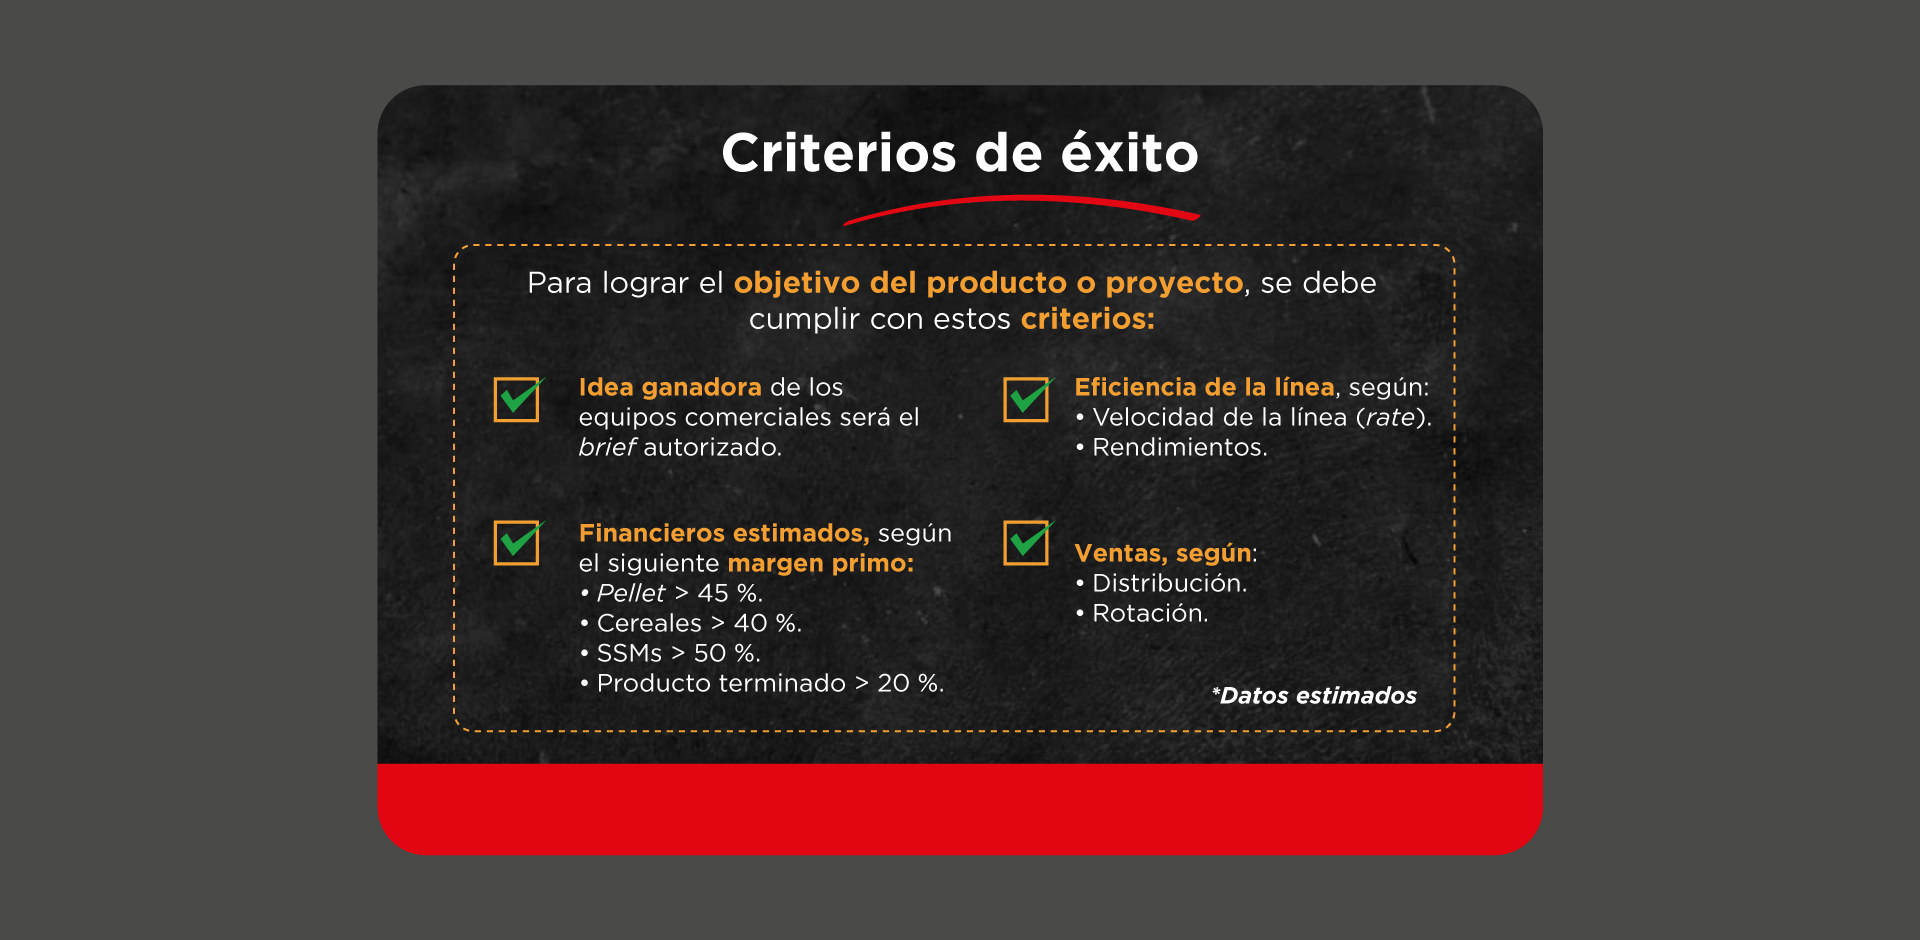 Criterios de éxito
Para lograr el objetivo del producto o proyecto, se debe
cumplir con estos criterios:
Idea ganadora de los
equipos comerciales será el
brief autorizado.
Eficiencia de la línea, según:
• Velocidad de la línea (rate).
• Rendimientos.
Financieros estimados, según
el siguiente margen primo:
• Pellet > 45 %.
• Cereales > 40 %.
• SSMs > 50 %.
• Producto terminado > 20 %.
Ventas, según:
• Distribución.
• Rotación.
*Datos estimados